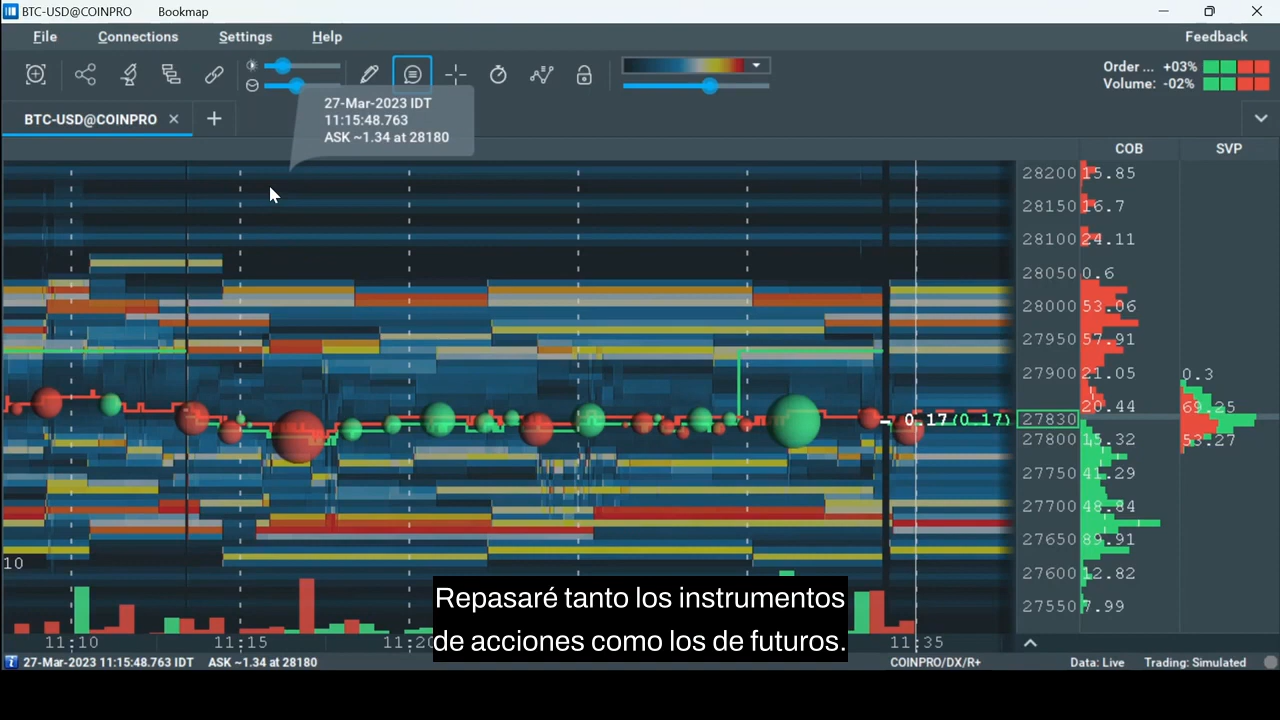 BTC-USD@COINPRO Bookmap
File Connections Settings Help Feedback
Order ... +03%
Volume: -02%
BTC-USD@COINPRO
27-Mar-2023 IDT
11:15:48.763
ASK ~1.34 at 28180
COB SVP
28200 15.85
28150 16.7
28100 24.11
28050 0.6
28000 53.06
27950 57.91
27900 21.05 0.3
20.44 69.25
0.17(0.17) 27830
27800 15.32 53.27
27750 41.29
27700 48.84
27650 89.91
10
27600 12.82
27550 7.99
Repasaré tanto los instrumentos
de acciones como los de futuros.
11:10 11:15 11:20 11:35
27-Mar-2023 11:15:48.763 IDT ASK ~1.34 at 28180 COINPRO/DX/R+ Data: Live Trading: Simulated